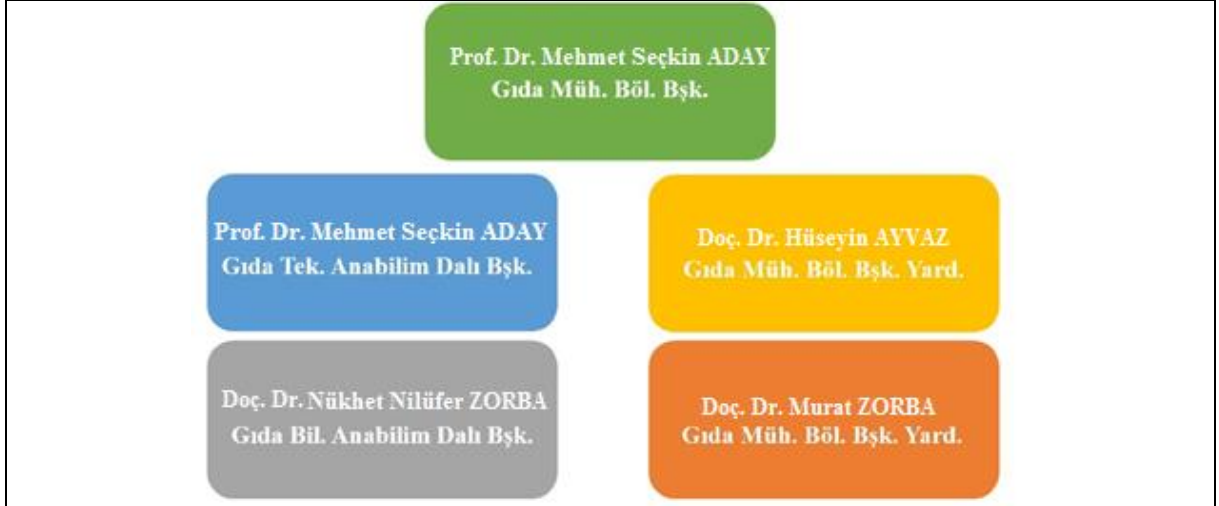 Prof. Dr. Mehmet Seçkin ADAY
Gıda Müh. Böl. Bşk.
Prof. Dr. Mehmet Seçkin ADAY
Gıda Tek. Anabilim Dalı Bşk.
Doç. Dr. Hüseyin AYVAZ
Gıda Müh. Böl. Bşk. Yard.
Doç. Dr. Nükhet Nilüfer ZORBA
Gıda Bil. Anabilim Dalı Bşk.
Doç. Dr. Murat ZORBA
Gıda Müh. Böl. Bşk. Yard.